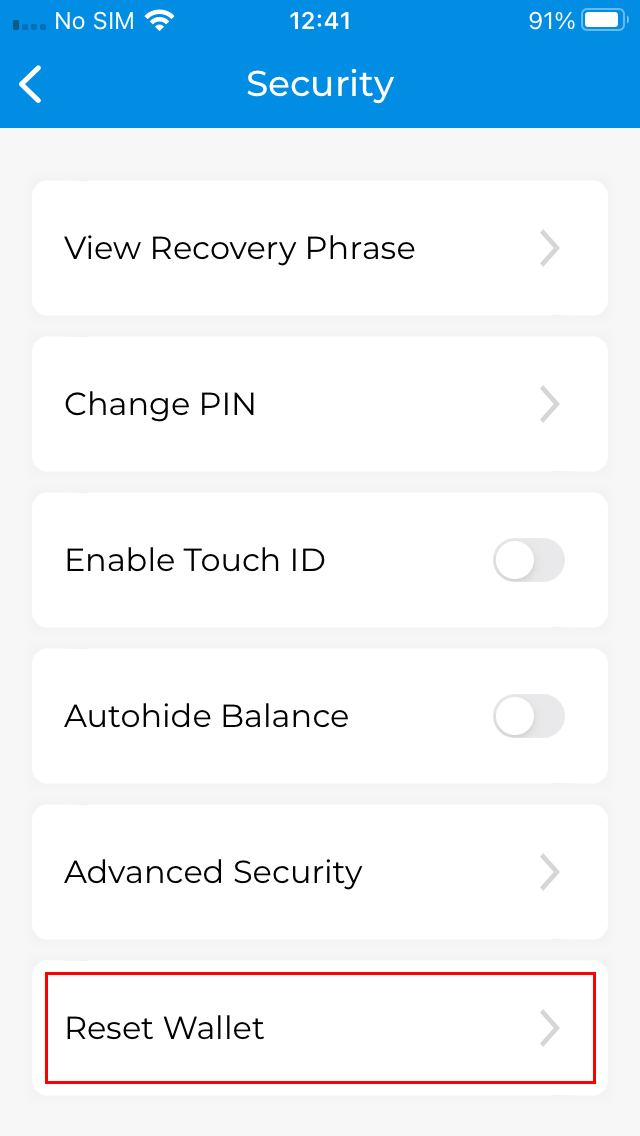 No SIM 12:41 91%
Security
View Recovery Phrase
Change PIN
Enable Touch ID
Autohide Balance
Advanced Security
Reset Wallet